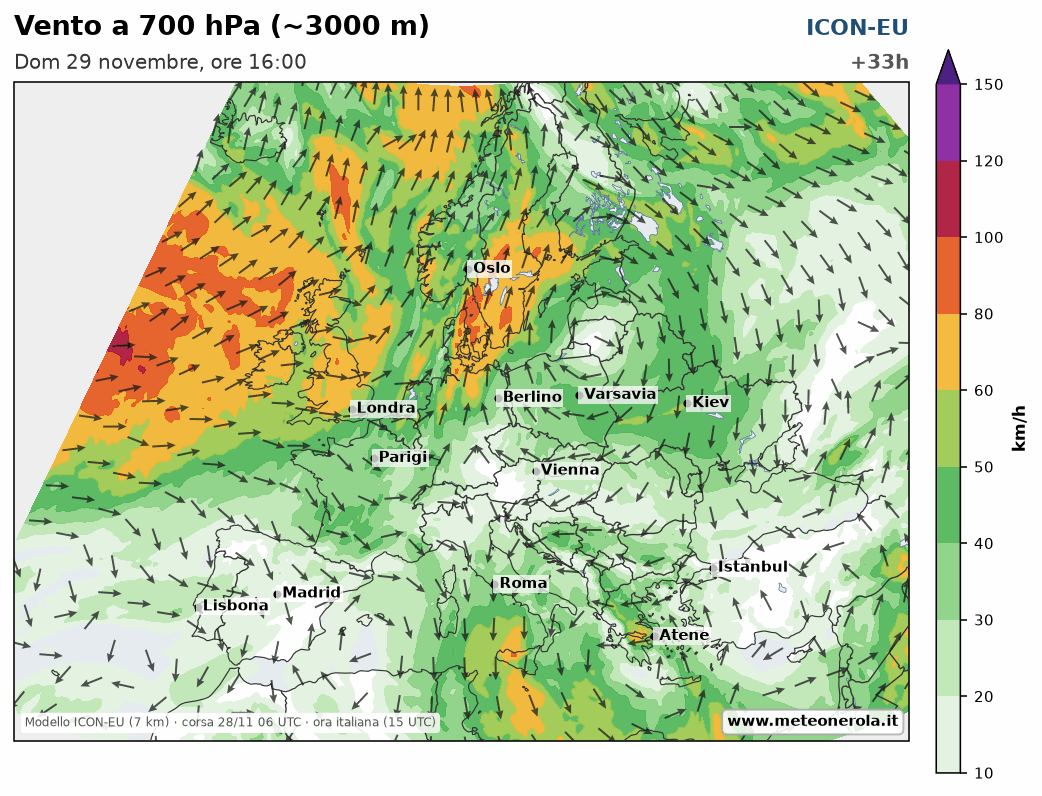 Vento a 700 hPa (~3000 m)
ICON-EU
Dom 29 novembre, ore 16:00
+33h
150
120
100
80
60
50
40
30
20
10
km/h
Oslo
Berlino
Varsavia
Kiev
Londra
Parigi
Vienna
Istanbul
Roma
Madrid
Lisbona
Atene
Modello ICON-EU (7 km) · corsa 28/11 06 UTC · ora italiana (15 UTC)
www.meteonerola.it